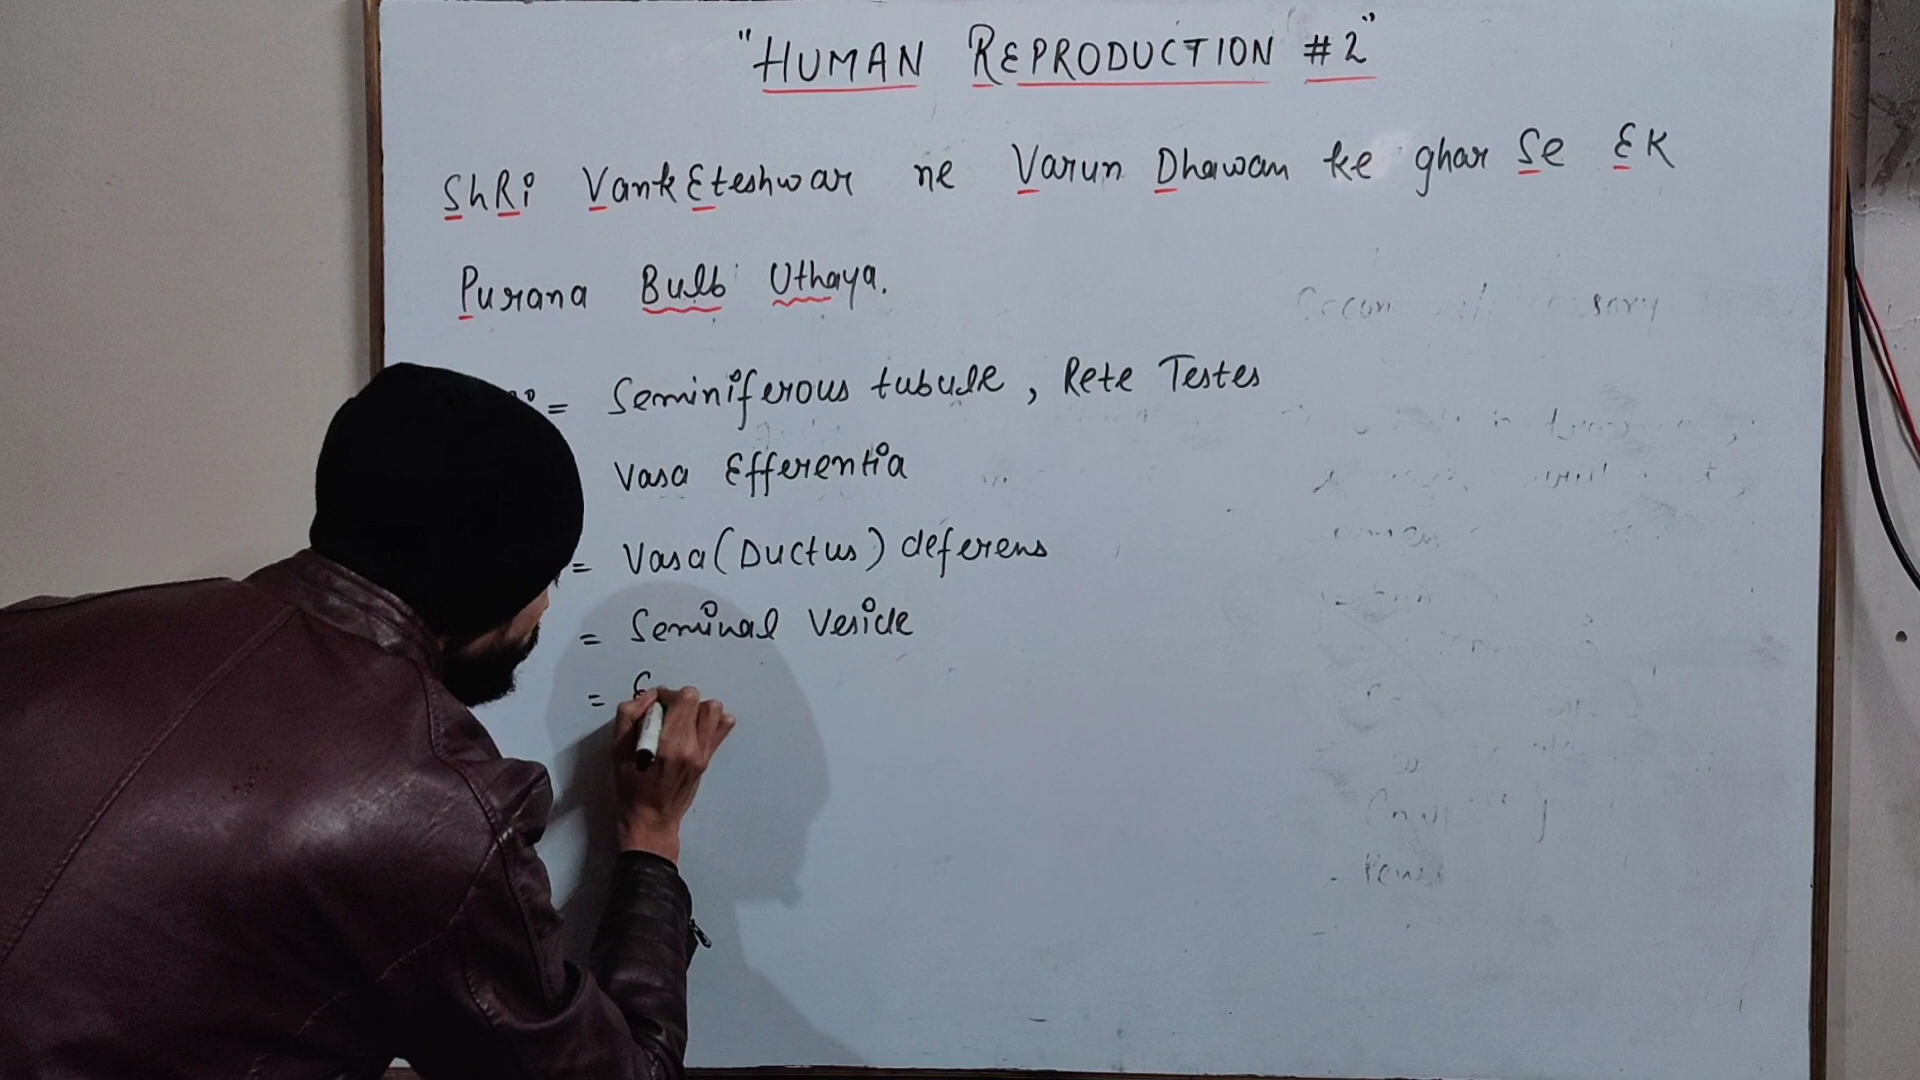 "HUMAN REPRODUCTION #2"
ShRi VankEteshwar ne Varun Dhawan ke ghar Se EK
Purana Bulb Uthaya.
= Seminiferous tubule, Rete Testes
Vasa Efferentia
= Vasa (Ductus) deferens
= Seminal Vesicle
= E